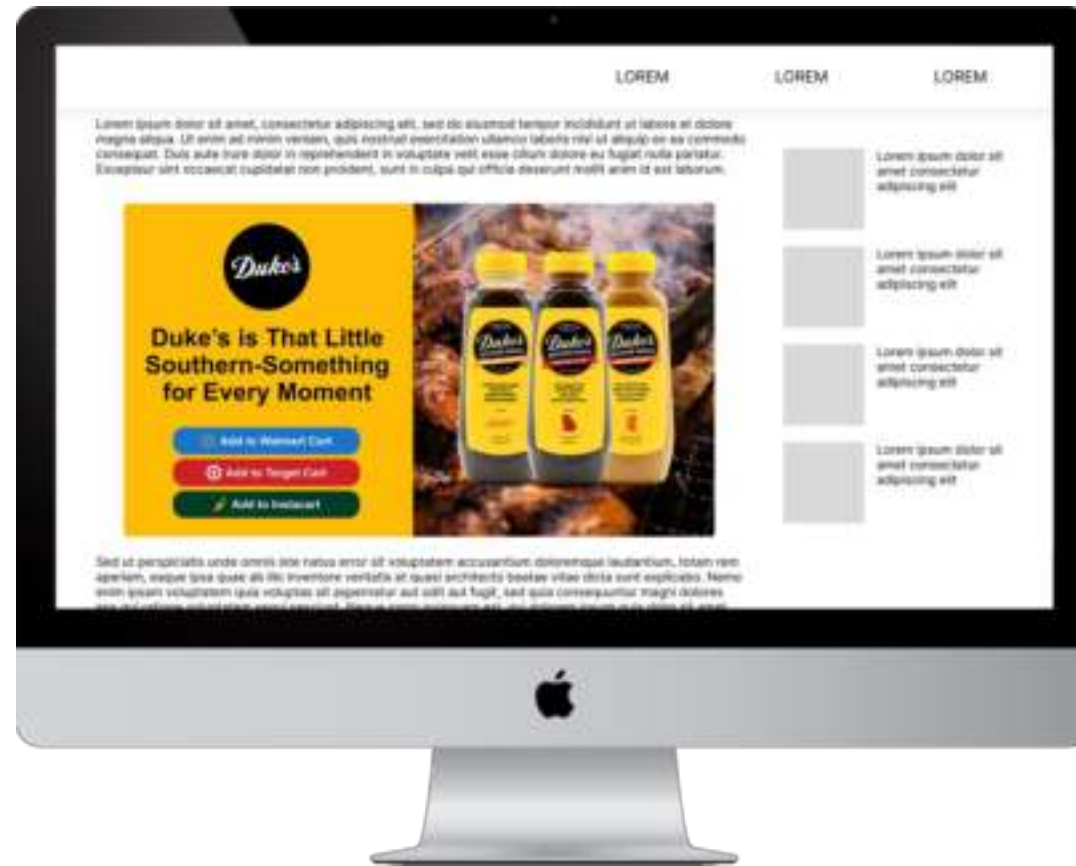 LOREM LOREM LOREM
Lorem ipsum dolor sit amet, consectetur adipiscing elit, sed do eiusmod tempor incididunt ut labore et dolore
magna aliqua. Ut enim ad minim veniam, quis nostrud exercitation ullamco laboris nisi ut aliquip ex ea commodo
consequat. Duis aute irure dolor in reprehenderit in voluptate velit esse cillum dolore eu fugiat nulla pariatur.
Excepteur sint occaecat cupidatat non proident, sunt in culpa qui officia deserunt mollit anim id est laborum.
Duke's
Duke's is That Little
Southern-Something
for Every Moment
Add to Walmart Cart
Add to Target Cart
Add to Instacart
Duke's
Duke's
Duke's
Lorem ipsum dolor sit
amet consectetur
adipiscing elit
Lorem ipsum dolor sit
amet consectetur
adipiscing elit
Lorem ipsum dolor sit
amet consectetur
adipiscing elit
Lorem ipsum dolor sit
amet consectetur
adipiscing elit
Sed ut perspiciatis unde omnis iste natus error sit voluptatem accusantium doloremque laudantium, totam rem
aperiam, eaque ipsa quae ab illo inventore veritatis et quasi architecto beatae vitae dicta sunt explicabo. Nemo
enim ipsam voluptatem quia voluptas sit aspernatur aut odit aut fugit, sed quia consequuntur magni dolores